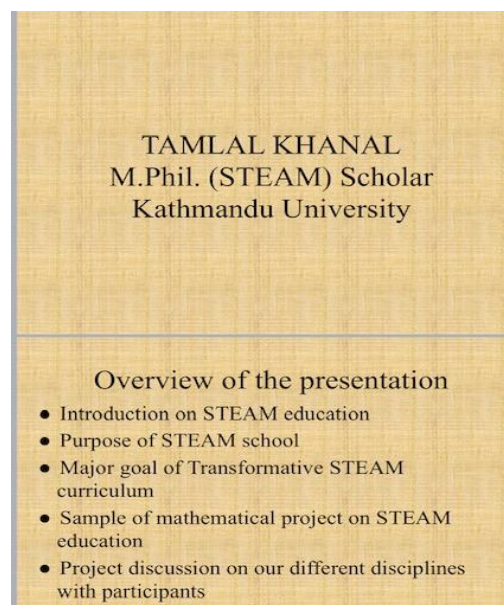 TAMLAL KHANAL
M.Phil. (STEAM) Scholar
Kathmandu University
Overview of the presentation
● Introduction on STEAM education
● Purpose of STEAM school
● Major goal of Transformative STEAM
curriculum
● Sample of mathematical project on STEAM
education
● Project discussion on our different disciplines
with participants